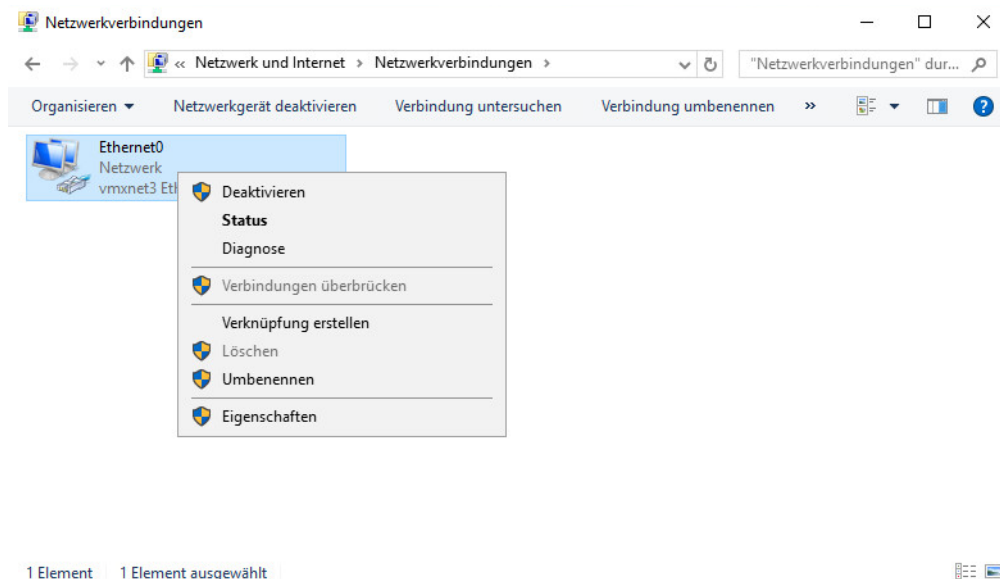 Netzwerkverbindungen
« Netzwerk und Internet > Netzwerkverbindungen >
"Netzwerkverbindungen" dur...
Organisieren Netzwerkgerät deaktivieren Verbindung untersuchen Verbindung umbenennen »
Ethernet0
Netzwerk
vmxnet3 Eth
Deaktivieren
Status
Diagnose
Verbindungen überbrücken
Verknüpfung erstellen
Löschen
Umbenennen
Eigenschaften
1 Element 1 Element ausgewählt